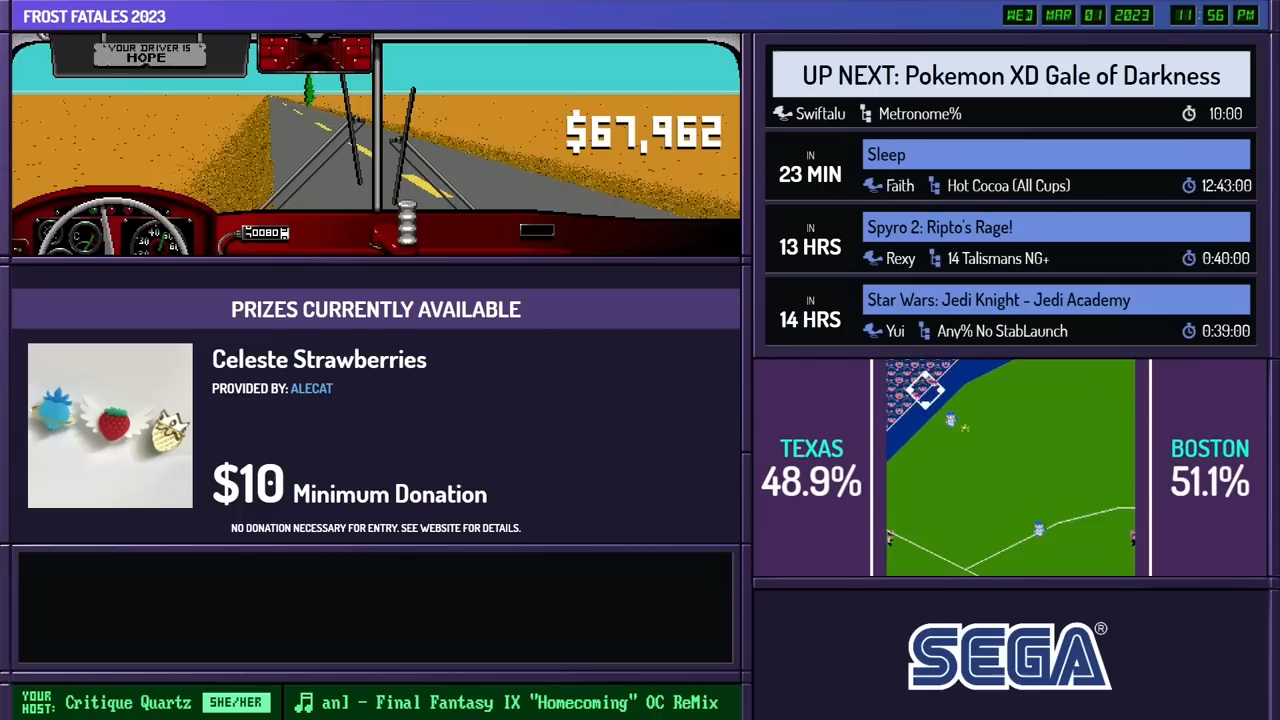 FROST FATALES 2023
WED MAR 01 2023 11:56 PM
YOUR DRIVER IS
HOPE
$67,962
00801
UP NEXT: Pokemon XD Gale of Darkness
Swiftalu Metronome% 10:00
IN
23 MIN
Sleep
Faith Hot Cocoa (All Cups) 12:43:00
IN
13 HRS
Spyro 2: Ripto's Rage!
Rexy 14 Talismans NG+ 0:40:00
IN
14 HRS
Star Wars: Jedi Knight - Jedi Academy
Yui Any% No StabLaunch 0:39:00
PRIZES CURRENTLY AVAILABLE
Celeste Strawberries
PROVIDED BY: ALECAT
$10 Minimum Donation
NO DONATION NECESSARY FOR ENTRY. SEE WEBSITE FOR DETAILS.
TEXAS
48.9%
BOSTON
51.1%
SEGA®
YOUR HOST: Critique Quartz SHE/HER
an] - Final Fantasy IX "Homecoming" OC ReMix